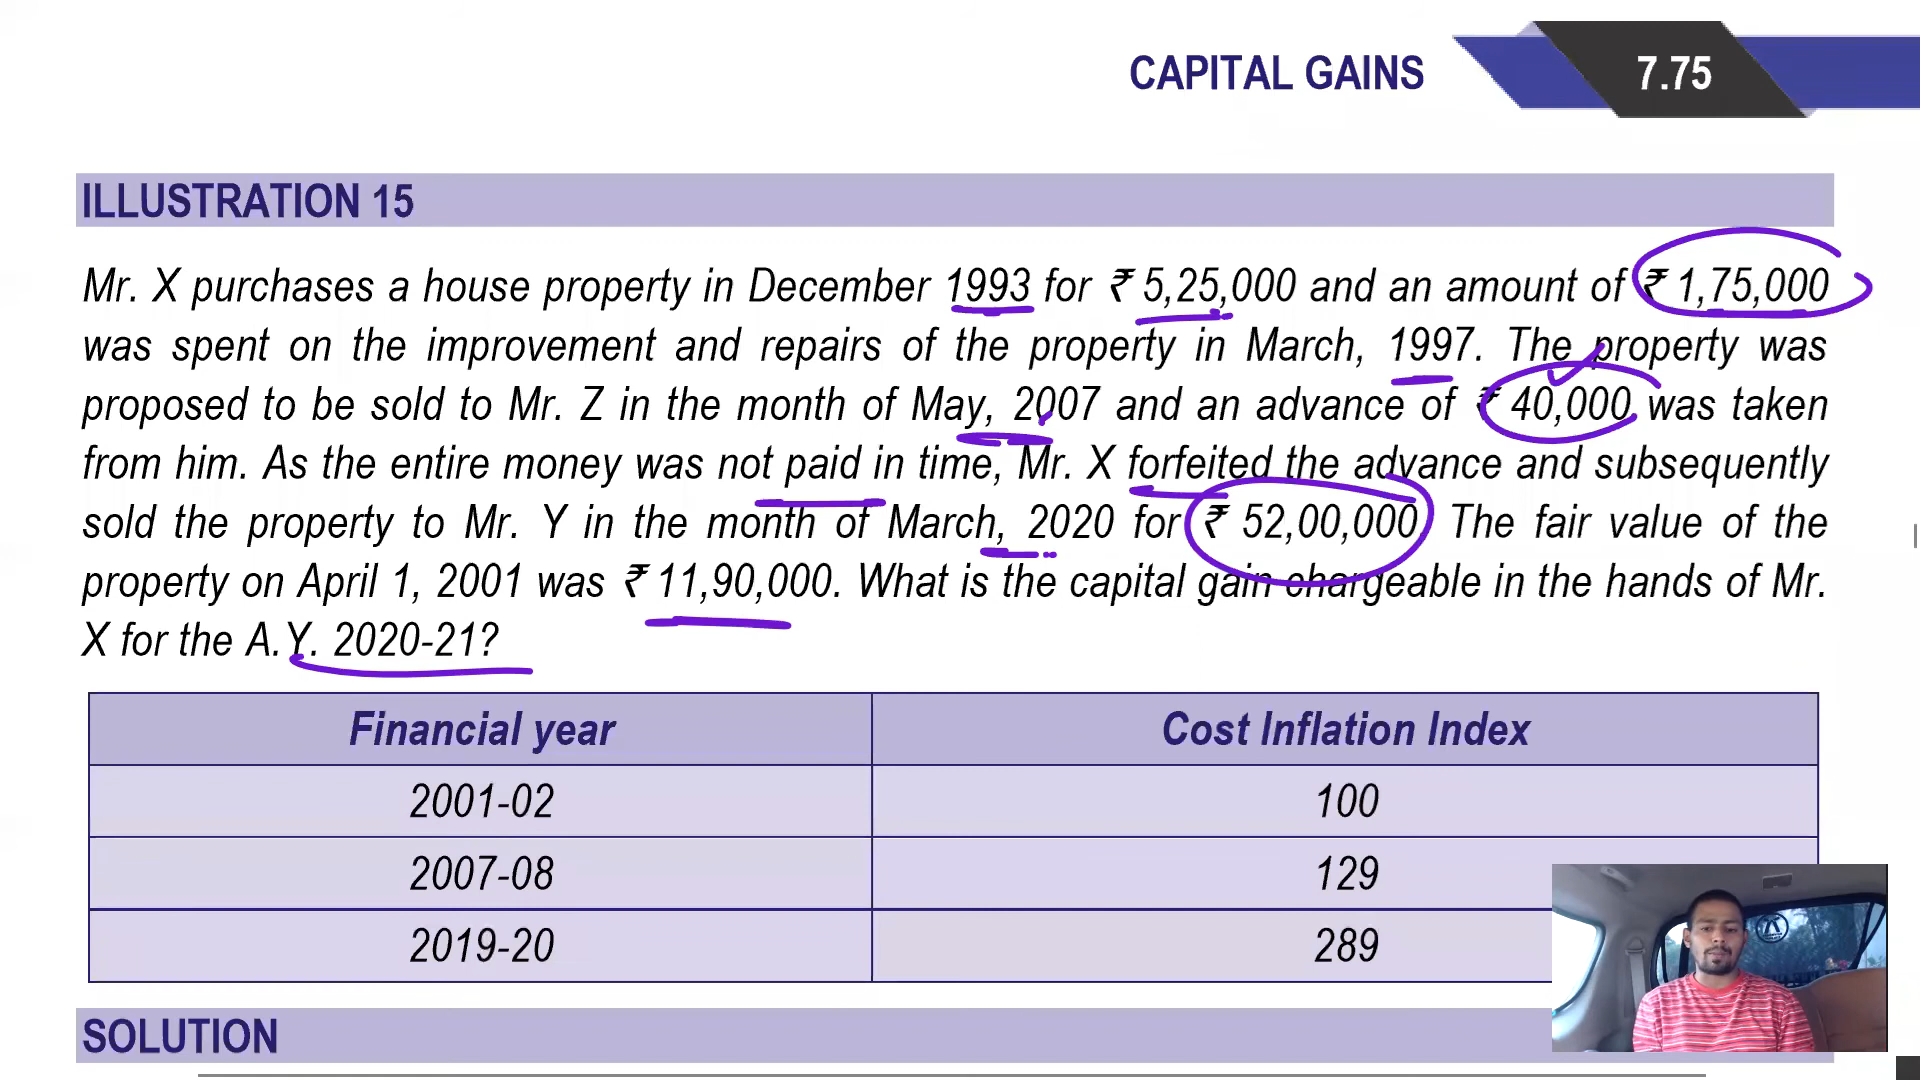 CAPITAL GAINS 7.75
ILLUSTRATION 15
Mr. X purchases a house property in December 1993 for ₹ 5,25,000 and an amount of ₹ 1,75,000
was spent on the improvement and repairs of the property in March, 1997. The property was
proposed to be sold to Mr. Z in the month of May, 2007 and an advance of ₹ 40,000 was taken
from him. As the entire money was not paid in time, Mr. X forfeited the advance and subsequently
sold the property to Mr. Y in the month of March, 2020 for ₹ 52,00,000. The fair value of the
property on April 1, 2001 was ₹ 11,90,000. What is the capital gain chargeable in the hands of Mr.
X for the A.Y. 2020-21?
Financial year Cost Inflation Index
2001-02 100
2007-08 129
2019-20 289
SOLUTION